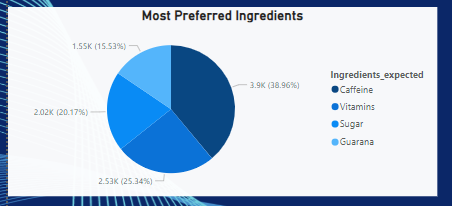 Most Preferred Ingredients
1.55K (15.53%)
3.9K (38.96%)
2.02K (20.17%)
2.53K (25.34%)
Ingredients_expected
Caffeine
Vitamins
Sugar
Guarana